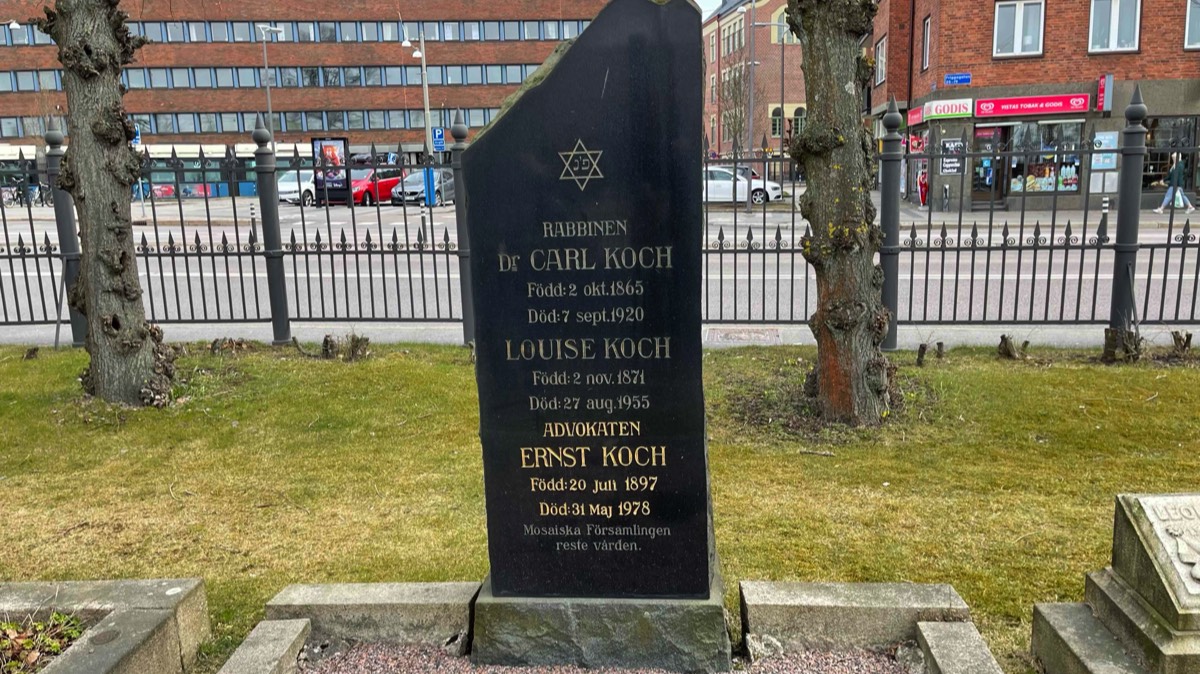 GODIS
VISTAS TOBAK & GODIS
P
פ נ
RABBINEN
Dr CARL KOCH
Född: 2 okt. 1865
Död: 7 sept. 1920
LOUISE KOCH
Född: 2 nov. 1871
Död: 27 aug. 1955
ADVOKATEN
ERNST KOCH
Född: 20 juli 1897
Död: 31 Maj 1978
Mosaiska Församlingen
reste vården.